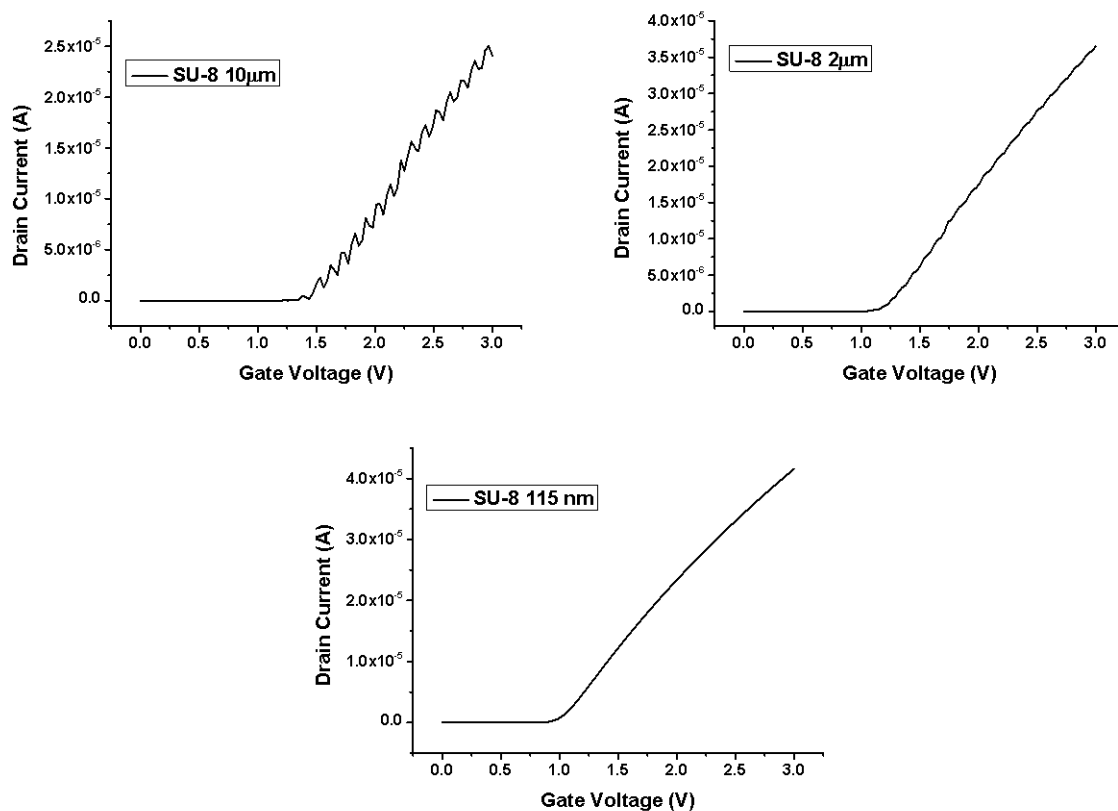 SU-8 10μm
Drain Current (A)
2.5x10⁻⁵
2.0x10⁻⁵
1.5x10⁻⁵
1.0x10⁻⁵
5.0x10⁻⁶
0.0
0.0 0.5 1.0 1.5 2.0 2.5 3.0
Gate Voltage (V)
SU-8 2μm
Drain Current (A)
4.0x10⁻⁵
3.5x10⁻⁵
3.0x10⁻⁵
2.5x10⁻⁵
2.0x10⁻⁵
1.5x10⁻⁵
1.0x10⁻⁵
5.0x10⁻⁶
0.0
0.0 0.5 1.0 1.5 2.0 2.5 3.0
Gate Voltage (V)
SU-8 115 nm
Drain Current (A)
4.0x10⁻⁵
3.0x10⁻⁵
2.0x10⁻⁵
1.0x10⁻⁵
0.0
0.0 0.5 1.0 1.5 2.0 2.5 3.0
Gate Voltage (V)